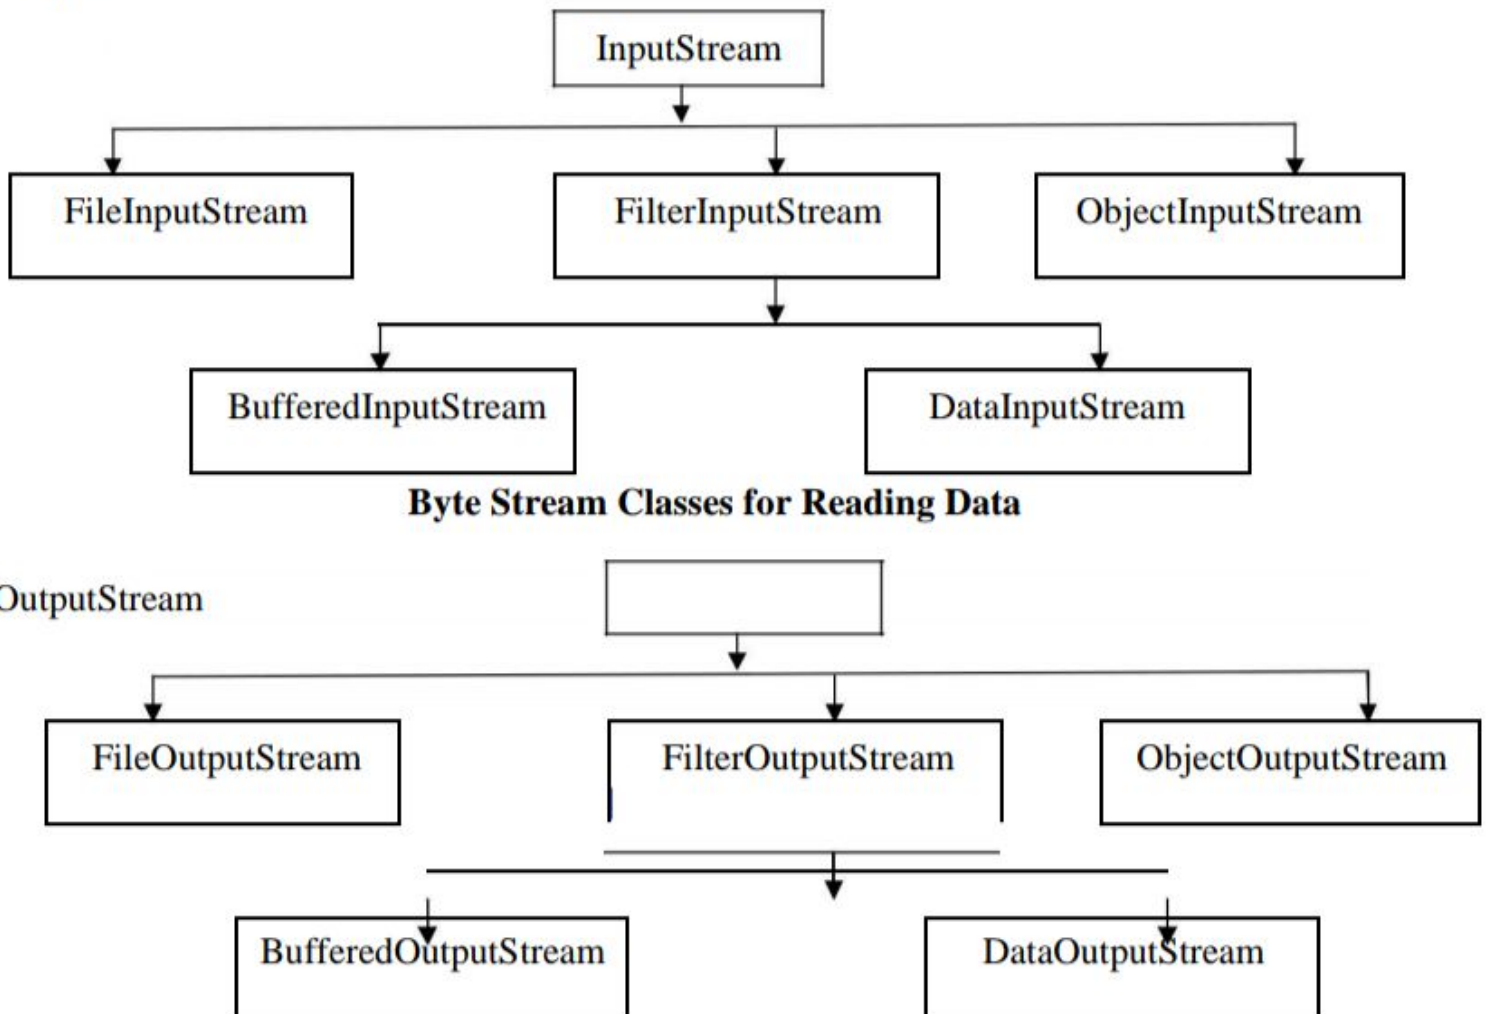 InputStream
FileInputStream FilterInputStream ObjectInputStream
BufferedInputStream DataInputStream
Byte Stream Classes for Reading Data
OutputStream
FileOutputStream FilterOutputStream ObjectOutputStream
BufferedOutputStream DataOutputStream